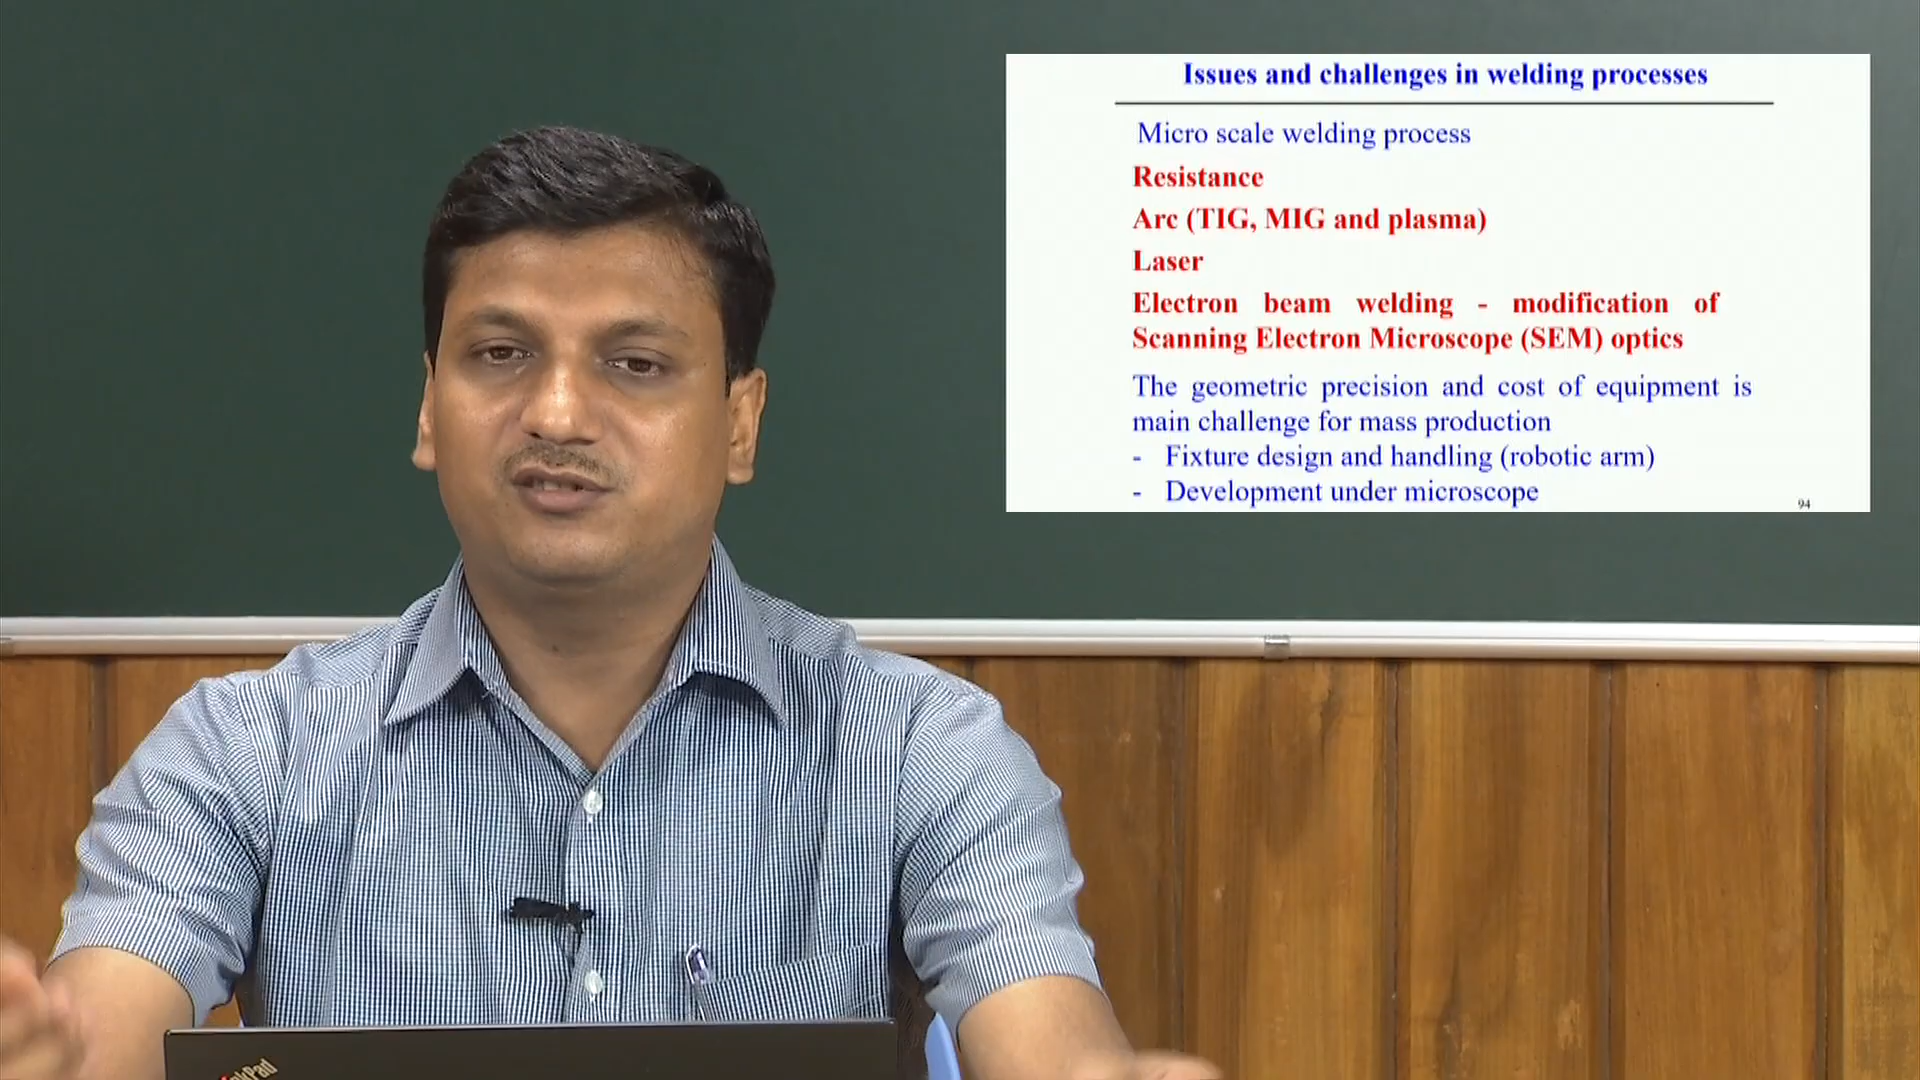 Issues and challenges in welding processes
Micro scale welding process
Resistance
Arc (TIG, MIG and plasma)
Laser
Electron beam welding - modification of
Scanning Electron Microscope (SEM) optics
The geometric precision and cost of equipment is
main challenge for mass production
- Fixture design and handling (robotic arm)
- Development under microscope
94